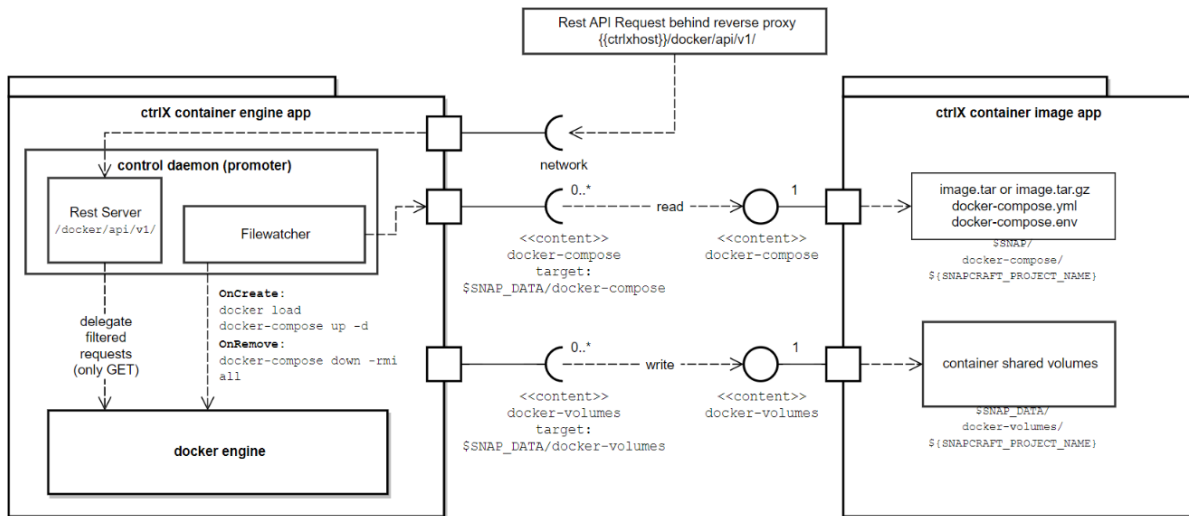 Rest API Request behind reverse proxy
{{ctrlxhost}}/docker/api/v1/
ctrlX container engine app
control daemon (promoter)
Rest Server
/docker/api/v1/
Filewatcher
OnCreate:
docker load
docker-compose up -d
OnRemove:
docker-compose down -rmi
all
delegate
filtered
requests
(only GET)
docker engine
network
0..*
read
1
<<content>>
docker-compose
target:
$SNAP_DATA/docker-compose
<<content>>
docker-compose
0..*
write
1
<<content>>
docker-volumes
target:
$SNAP_DATA/docker-volumes
<<content>>
docker-volumes
ctrlX container image app
image.tar or image.tar.gz
docker-compose.yml
docker-compose.env
$SNAP/
docker-compose/
${SNAPCRAFT_PROJECT_NAME}
container shared volumes
$SNAP_DATA/
docker-volumes/
${SNAPCRAFT_PROJECT_NAME}